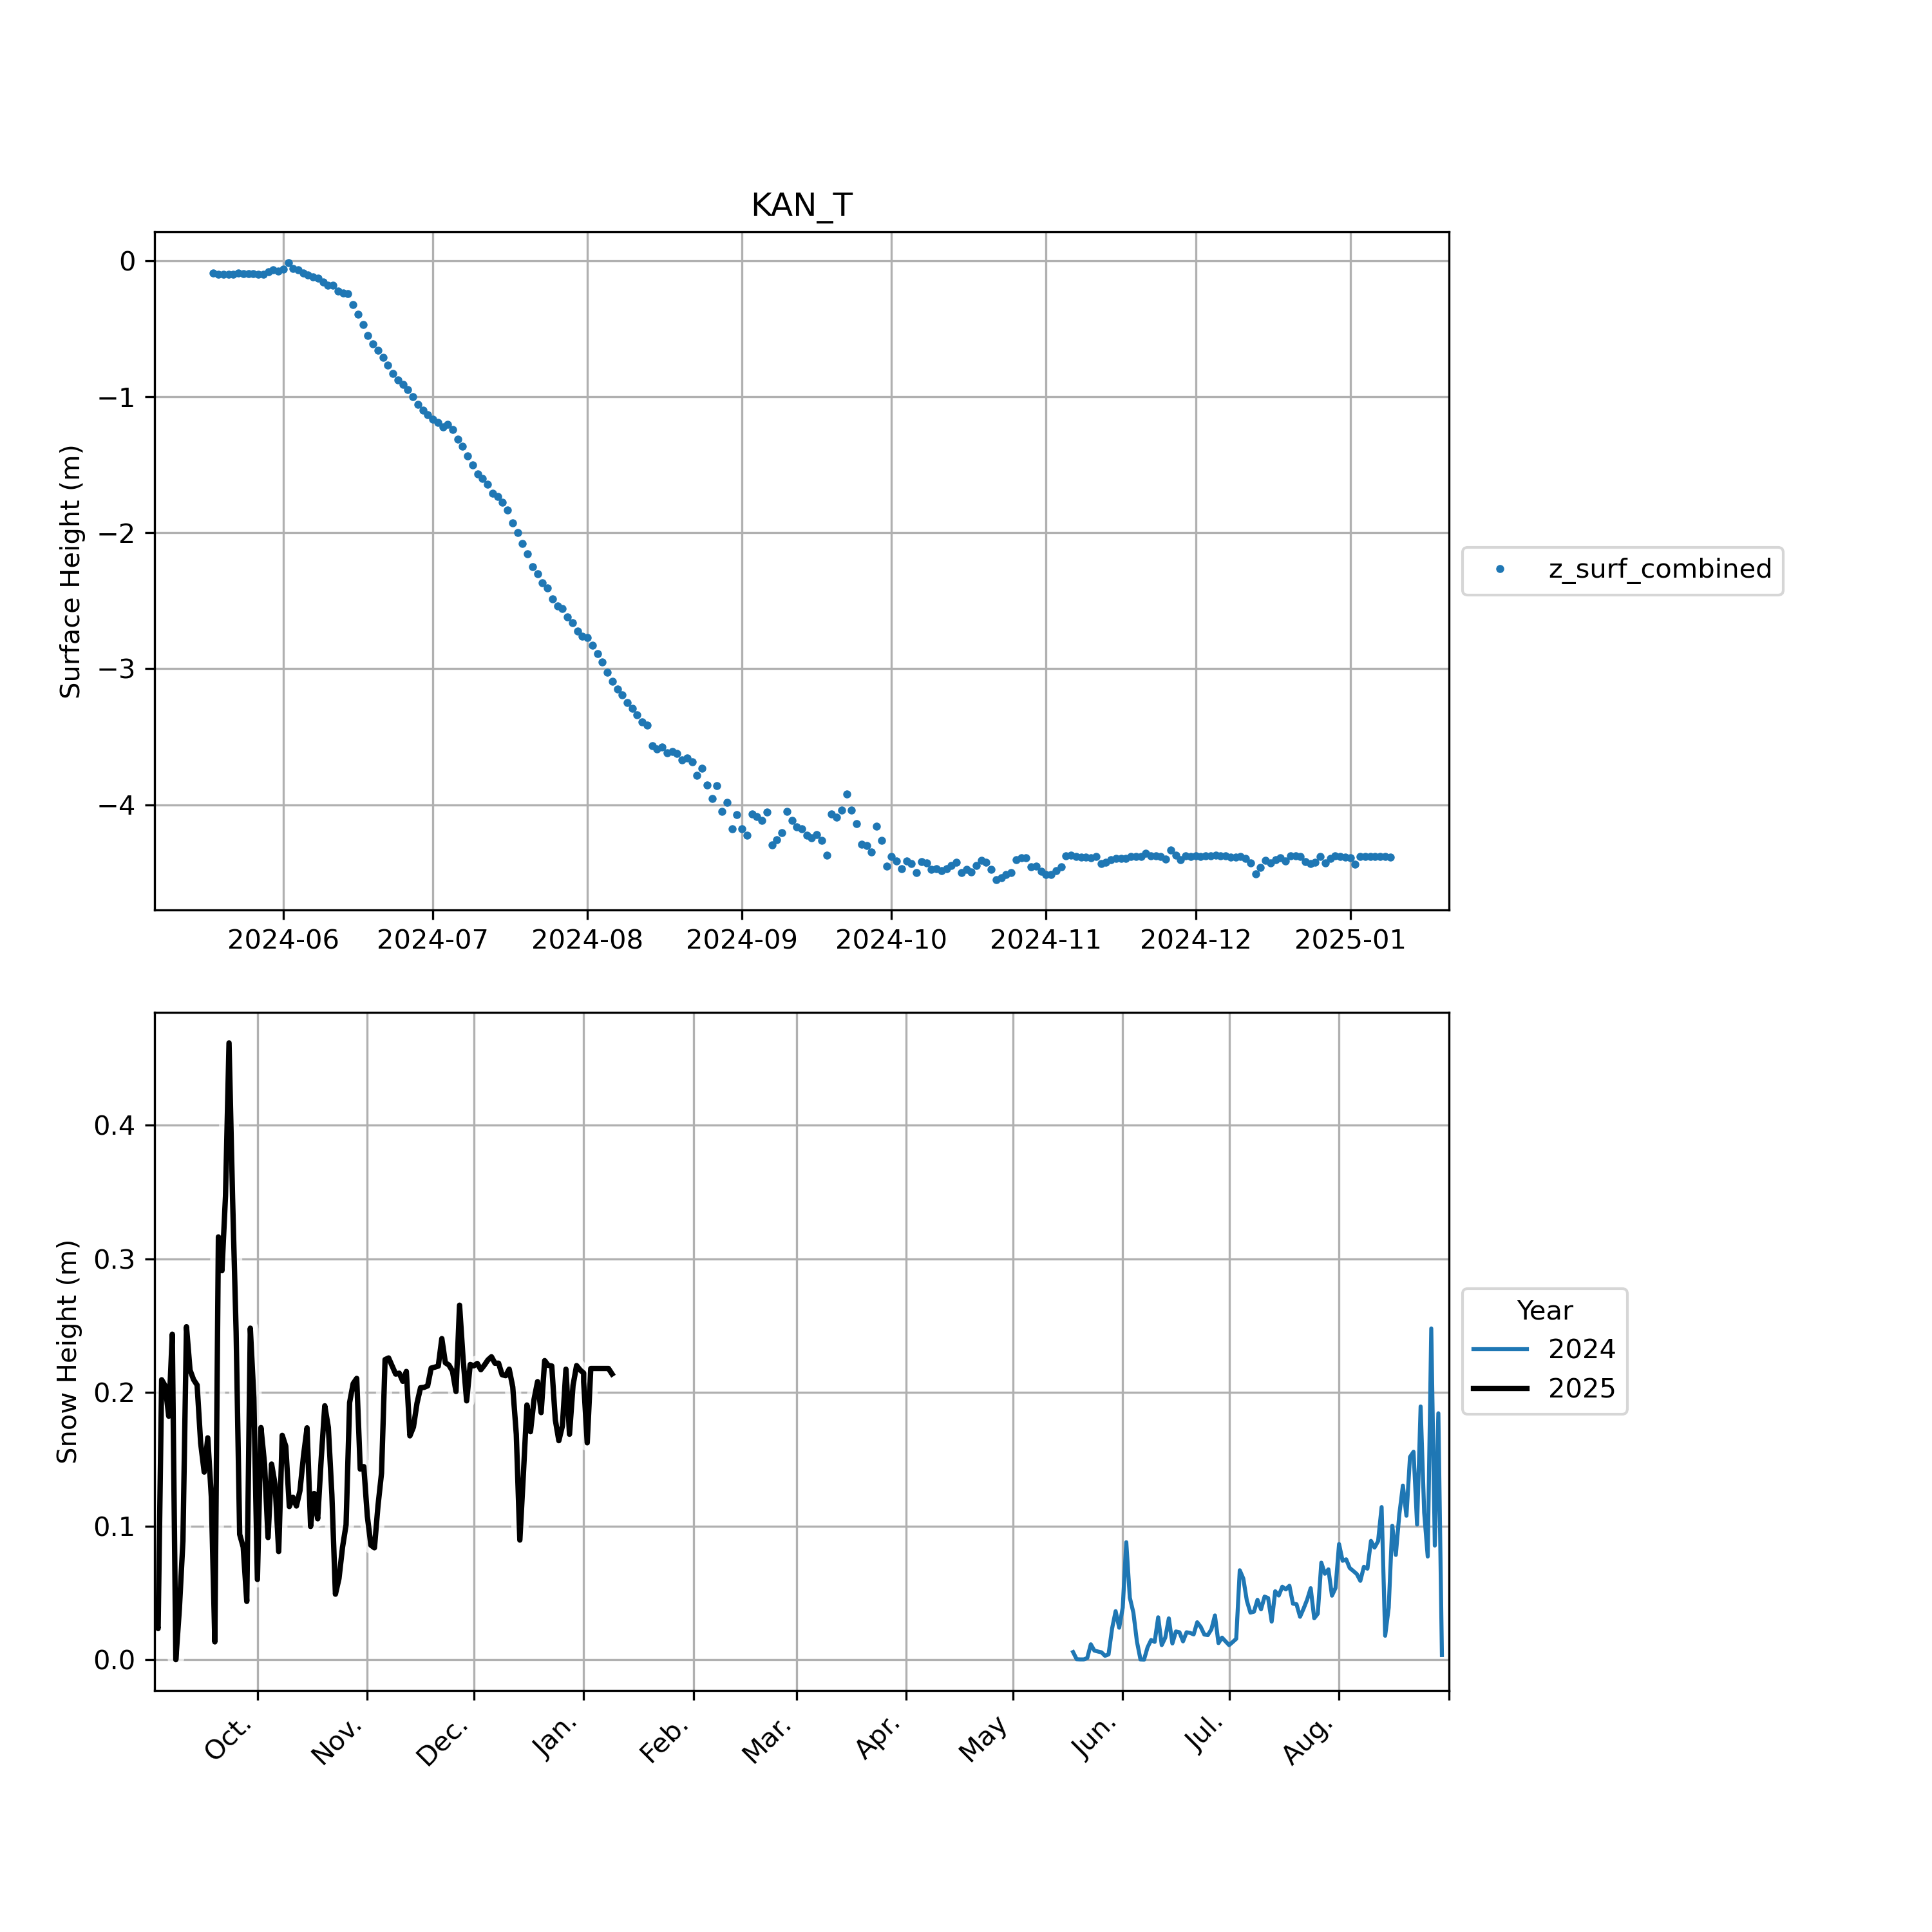 KAN_T
Surface Height (m)
0
−1
−2
−3
−4
2024-06 2024-07 2024-08 2024-09 2024-10 2024-11 2024-12 2025-01
z_surf_combined
Snow Height (m)
0.4
0.3
0.2
0.1
0.0
Oct. Nov. Dec. Jan. Feb. Mar. Apr. May Jun. Jul. Aug.
Year
2024
2025